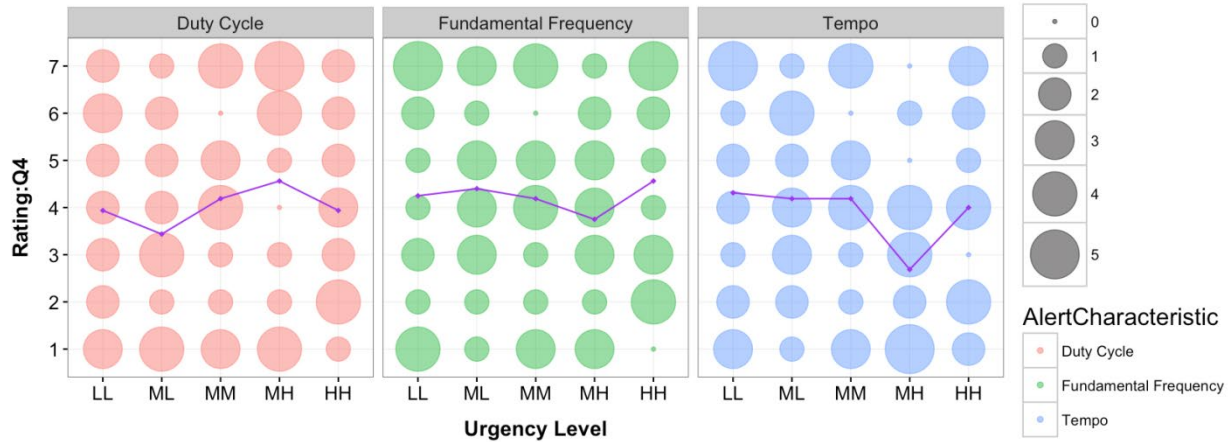 Duty Cycle
Fundamental Frequency
Tempo
Rating:Q4
7
6
5
4
3
2
1
LL ML MM MH HH
LL ML MM MH HH
LL ML MM MH HH
Urgency Level
0
1
2
3
4
5
AlertCharacteristic
Duty Cycle
Fundamental Frequency
Tempo